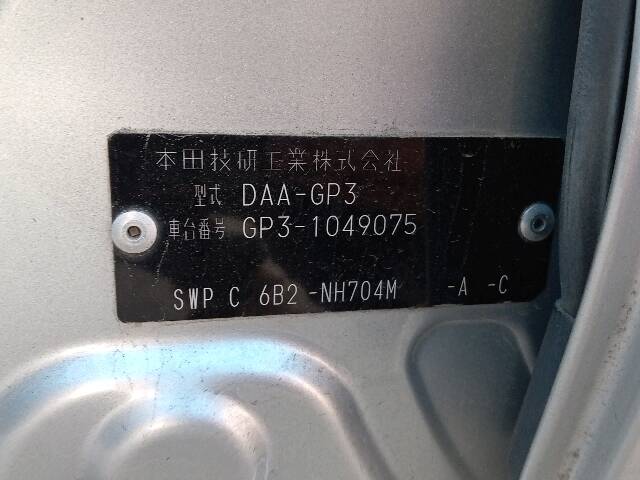 本田技研工業株式会社
型式 DAA-GP3
車台番号 GP3-1049075
SWP C 6B2 -NH704M -A -C